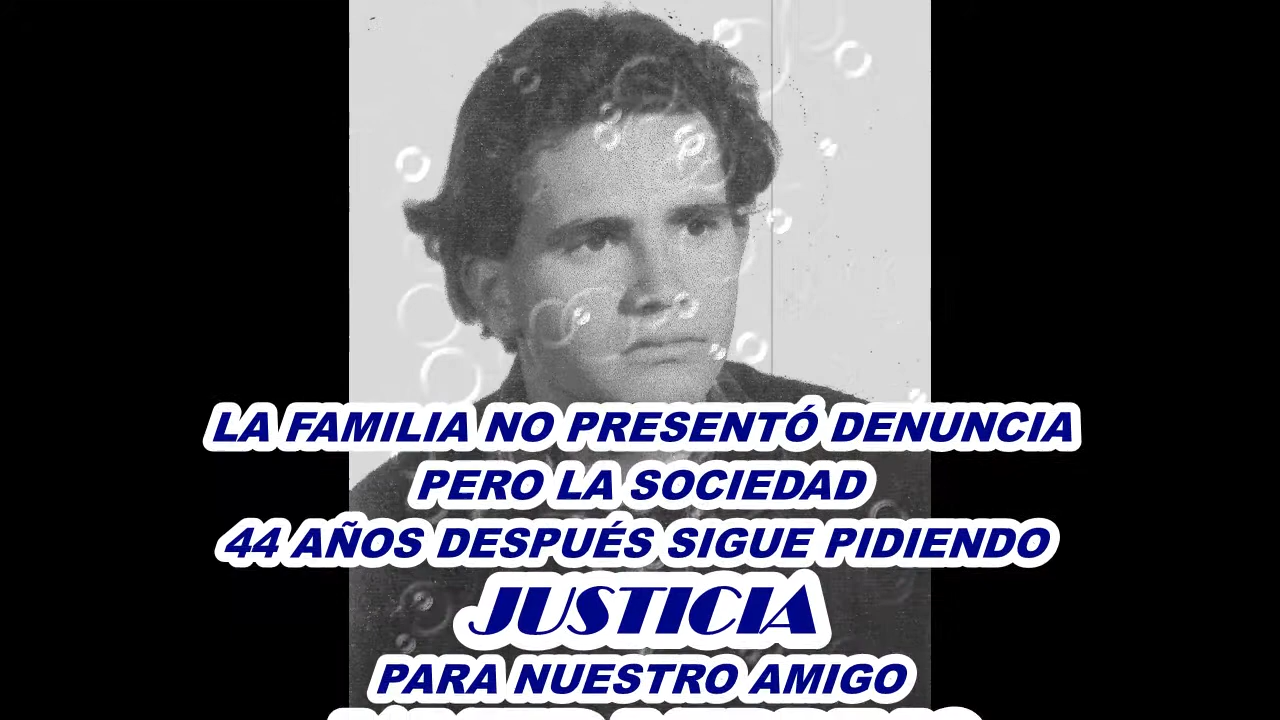 LA FAMILIA NO PRESENTÓ DENUNCIA
PERO LA SOCIEDAD
44 AÑOS DESPUÉS SIGUE PIDIENDO
JUSTICIA
PARA NUESTRO AMIGO